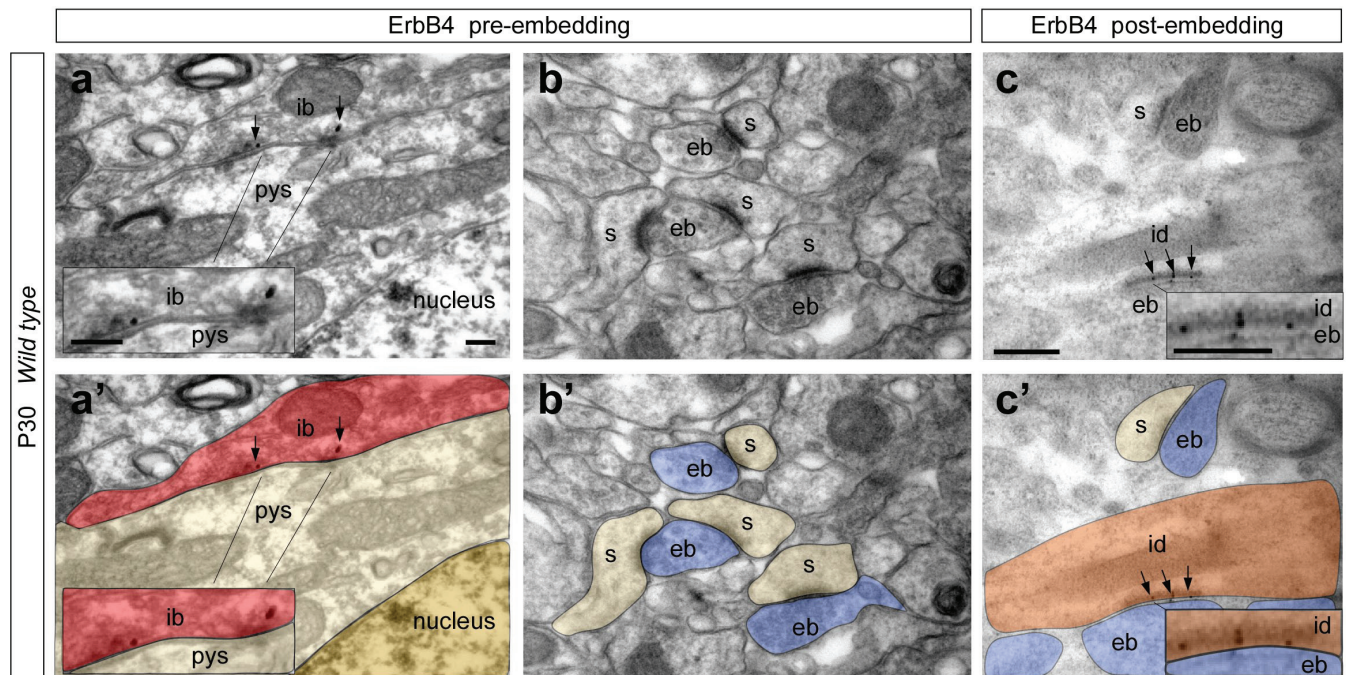 ErbB4 pre-embedding
ErbB4 post-embedding
P30 Wild type
a
ib
pys
nucleus
ib
pys
b
s
eb
s
s
eb
s
eb
c
s
eb
id
eb
id
eb
a’
ib
pys
nucleus
ib
pys
b’
eb
s
s
s
eb
s
eb
c’
s
eb
id
eb
id
eb